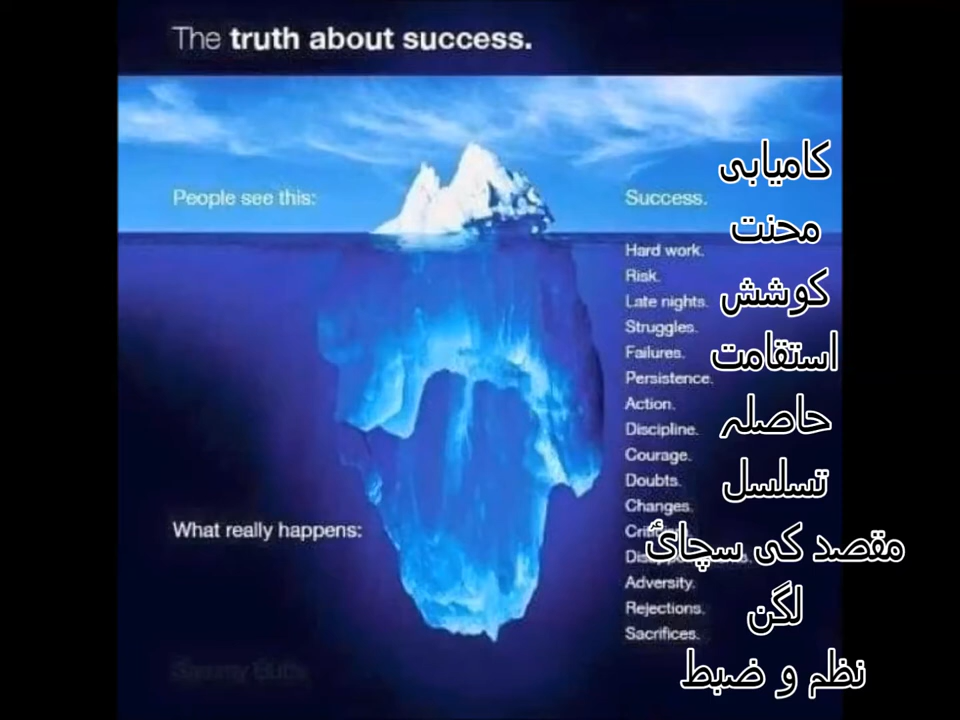 The truth about success.
People see this:
Success.
کامیابی
محنت
Hard work.
Risk.
Late nights.
کوشش
Struggles.
Failures.
استقامت
Persistence.
Action.
حاصلہ
Discipline.
Courage.
Doubts.
تسلسل
Changes.
What really happens:
مقصد کی سچائ
Adversity.
Rejections.
لگن
Sacrifices.
نظم و ضبط